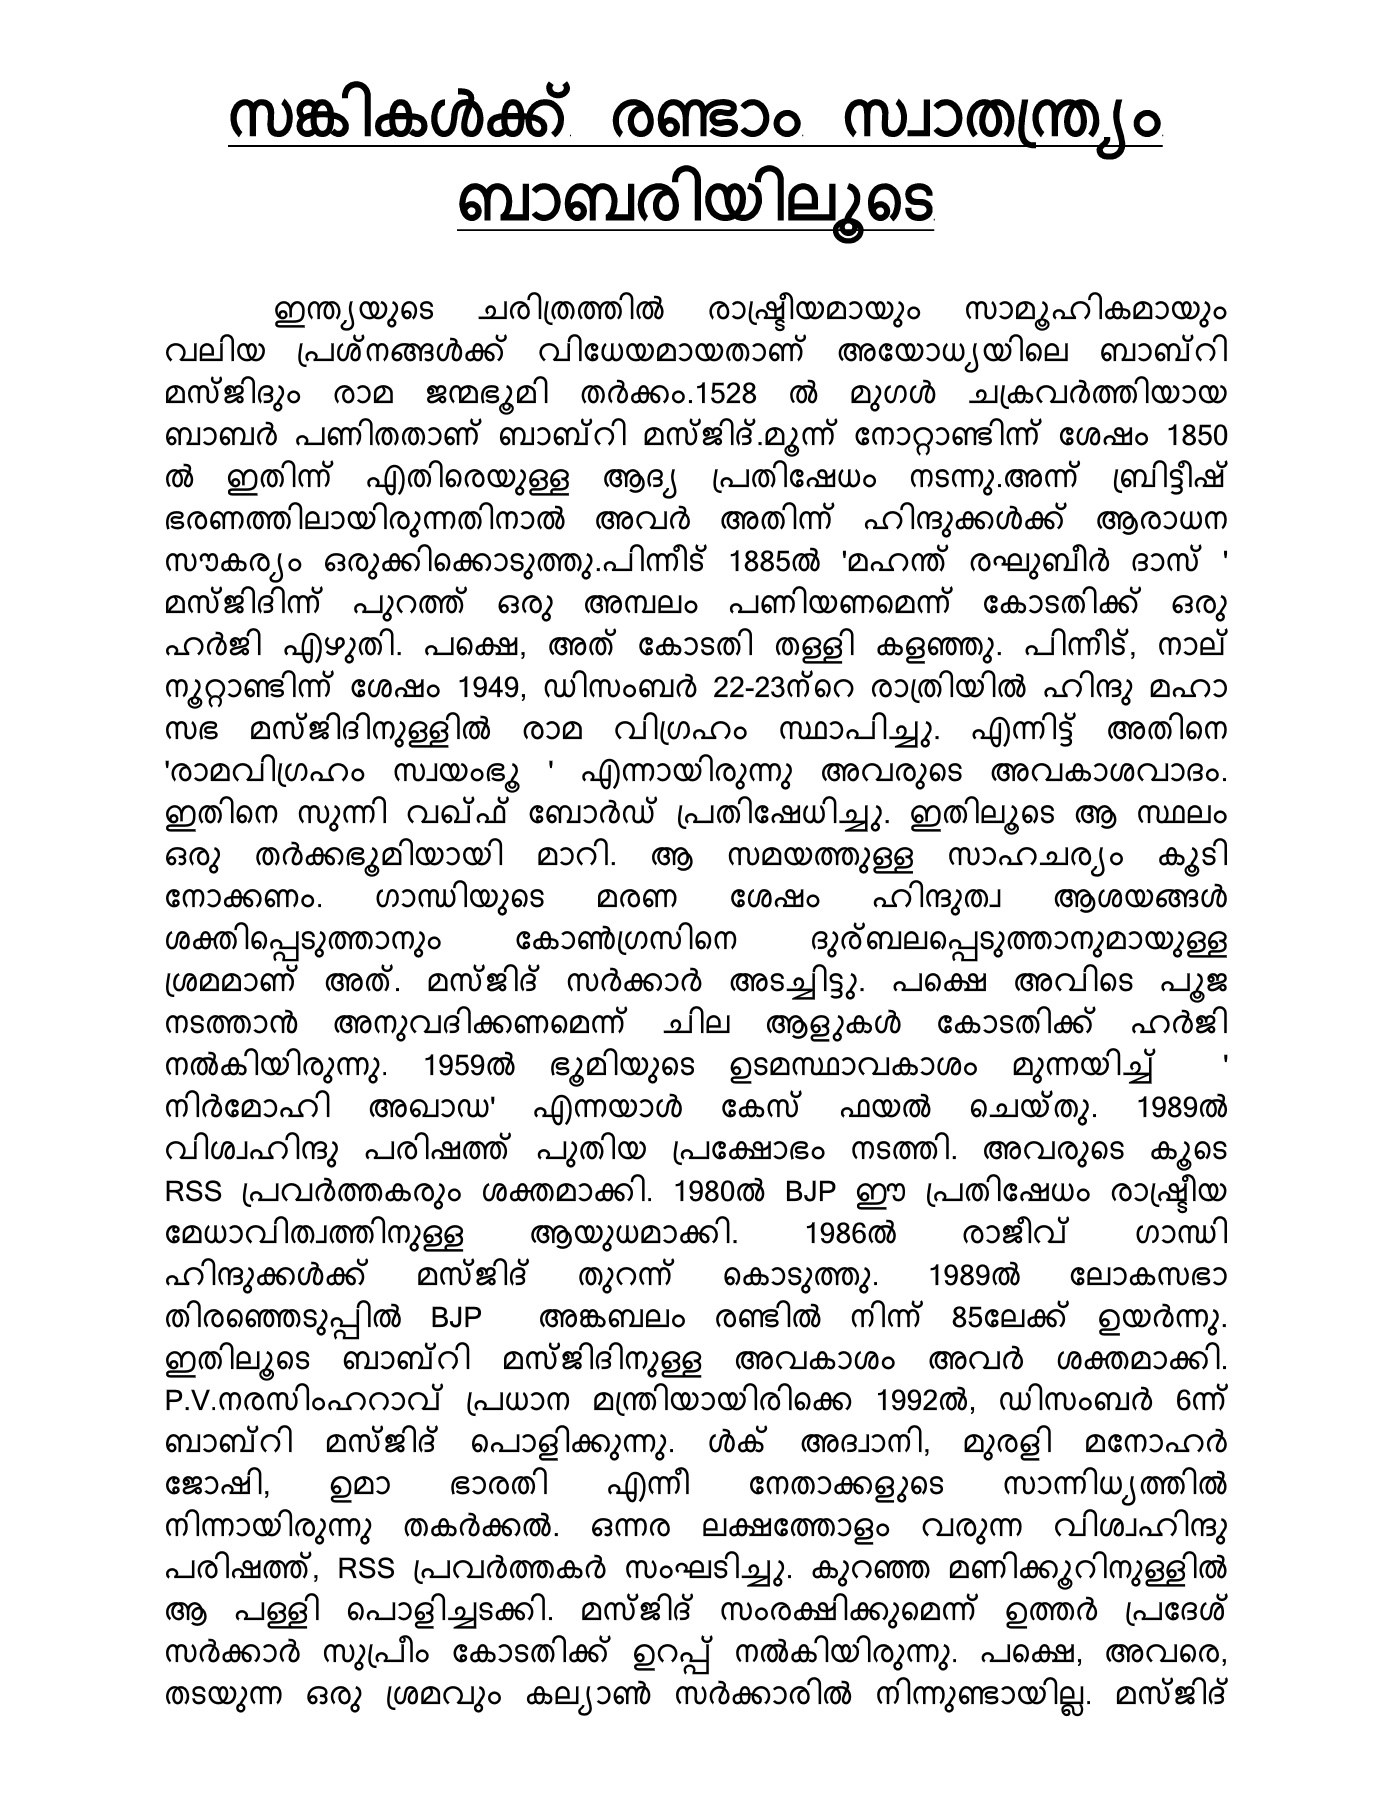 സങ്കികൾക്ക് രണ്ടാം സ്വാതന്ത്ര്യം
ബാബരിയിലൂടെ
ഇന്ത്യയുടെ ചരിത്രത്തിൽ രാഷ്ട്രീയമായും സാമൂഹികമായും
വലിയ പ്രശ്നങ്ങൾക്ക് വിധേയമായതാണ് അയോധ്യയിലെ ബാബ്റി
മസ്ജിദും രാമ ജന്മഭൂമി തർക്കം.1528 ൽ മുഗൾ ചക്രവർത്തിയായ
ബാബർ പണിതതാണ് ബാബ്റി മസ്ജിദ്.മൂന്ന് നോറ്റാണ്ടിന്ന് ശേഷം 1850
ൽ ഇതിന്ന് എതിരെയുള്ള ആദ്യ പ്രതിഷേധം നടന്നു.അന്ന് ബ്രിട്ടീഷ്
ഭരണത്തിലായിരുന്നതിനാൽ അവർ അതിന്ന് ഹിന്ദുക്കൾക്ക് ആരാധന
സൗകര്യം ഒരുക്കിക്കൊടുത്തു.പിന്നീട് 1885ൽ 'മഹന്ത് രഘുബീർ ദാസ് '
മസ്ജിദിന്ന് പുറത്ത് ഒരു അമ്പലം പണിയണമെന്ന് കോടതിക്ക് ഒരു
ഹർജി എഴുതി. പക്ഷെ, അത് കോടതി തള്ളി കളഞ്ഞു. പിന്നീട്, നാല്
നൂറ്റാണ്ടിന്ന് ശേഷം 1949, ഡിസംബർ 22-23ന്റെ രാത്രിയിൽ ഹിന്ദു മഹാ
സഭ മസ്ജിദിനുള്ളിൽ രാമ വിഗ്രഹം സ്ഥാപിച്ചു. എന്നിട്ട് അതിനെ
'രാമവിഗ്രഹം സ്വയംഭൂ ' എന്നായിരുന്നു അവരുടെ അവകാശവാദം.
ഇതിനെ സുന്നി വഖ്ഫ് ബോർഡ് പ്രതിഷേധിച്ചു. ഇതിലൂടെ ആ സ്ഥലം
ഒരു തർക്കഭൂമിയായി മാറി. ആ സമയത്തുള്ള സാഹചര്യം കൂടി
നോക്കണം. ഗാന്ധിയുടെ മരണ ശേഷം ഹിന്ദുത്വ ആശയങ്ങൾ
ശക്തിപ്പെടുത്താനും കോൺഗ്രസിനെ ദുര്ബലപ്പെടുത്താനുമായുള്ള
ശ്രമമാണ് അത്. മസ്ജിദ് സർക്കാർ അടച്ചിട്ടു. പക്ഷെ അവിടെ പൂജ
നടത്താൻ അനുവദിക്കണമെന്ന് ചില ആളുകൾ കോടതിക്ക് ഹർജി
നൽകിയിരുന്നു. 1959ൽ ഭൂമിയുടെ ഉടമസ്ഥാവകാശം മുന്നയിച്ച് '
നിർമോഹി അഖാഡ' എന്നയാൾ കേസ് ഫയൽ ചെയ്തു. 1989ൽ
വിശ്വഹിന്ദു പരിഷത്ത് പുതിയ പ്രക്ഷോഭം നടത്തി. അവരുടെ കൂടെ
RSS പ്രവർത്തകരും ശക്തമാക്കി. 1980ൽ BJP ഈ പ്രതിഷേധം രാഷ്ട്രീയ
മേധാവിത്വത്തിനുള്ള ആയുധമാക്കി. 1986ൽ രാജീവ് ഗാന്ധി
ഹിന്ദുക്കൾക്ക് മസ്ജിദ് തുറന്ന് കൊടുത്തു. 1989ൽ ലോകസഭാ
തിരഞ്ഞെടുപ്പിൽ BJP അങ്കബലം രണ്ടിൽ നിന്ന് 85ലേക്ക് ഉയർന്നു.
ഇതിലൂടെ ബാബ്റി മസ്ജിദിനുള്ള അവകാശം അവർ ശക്തമാക്കി.
P.V.നരസിംഹറാവ് പ്രധാന മന്ത്രിയായിരിക്കെ 1992ൽ, ഡിസംബർ 6ന്ന്
ബാബ്റി മസ്ജിദ് പൊളിക്കുന്നു. ൾക് അദ്വാനി, മുരളി മനോഹർ
ജോഷി, ഉമാ ഭാരതി എന്നീ നേതാക്കളുടെ സാന്നിധ്യത്തിൽ
നിന്നായിരുന്നു തകർക്കൽ. ഒന്നര ലക്ഷത്തോളം വരുന്ന വിശ്വഹിന്ദു
പരിഷത്ത്, RSS പ്രവർത്തകർ സംഘടിച്ചു. കുറഞ്ഞ മണിക്കൂറിനുള്ളിൽ
ആ പള്ളി പൊളിച്ചടക്കി. മസ്ജിദ് സംരക്ഷിക്കുമെന്ന് ഉത്തർ പ്രദേശ്
സർക്കാർ സുപ്രീം കോടതിക്ക് ഉറപ്പ് നൽകിയിരുന്നു. പക്ഷെ, അവരെ,
തടയുന്ന ഒരു ശ്രമവും കല്യാൺ സർക്കാരിൽ നിന്നുണ്ടായില്ല. മസ്ജിദ്